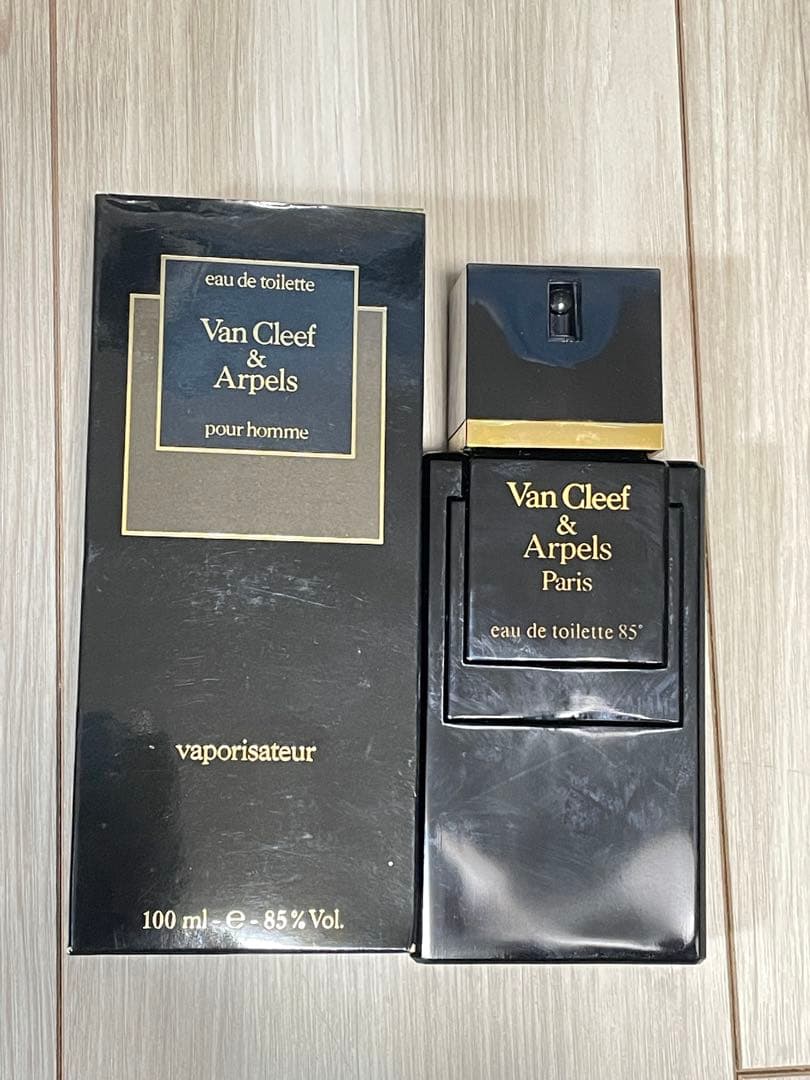 eau de toilette
Van Cleef
&
Arpels
pour homme
vaporisateur
100 ml - e - 85% Vol.
Van Cleef
&
Arpels
Paris
eau de toilette 85°